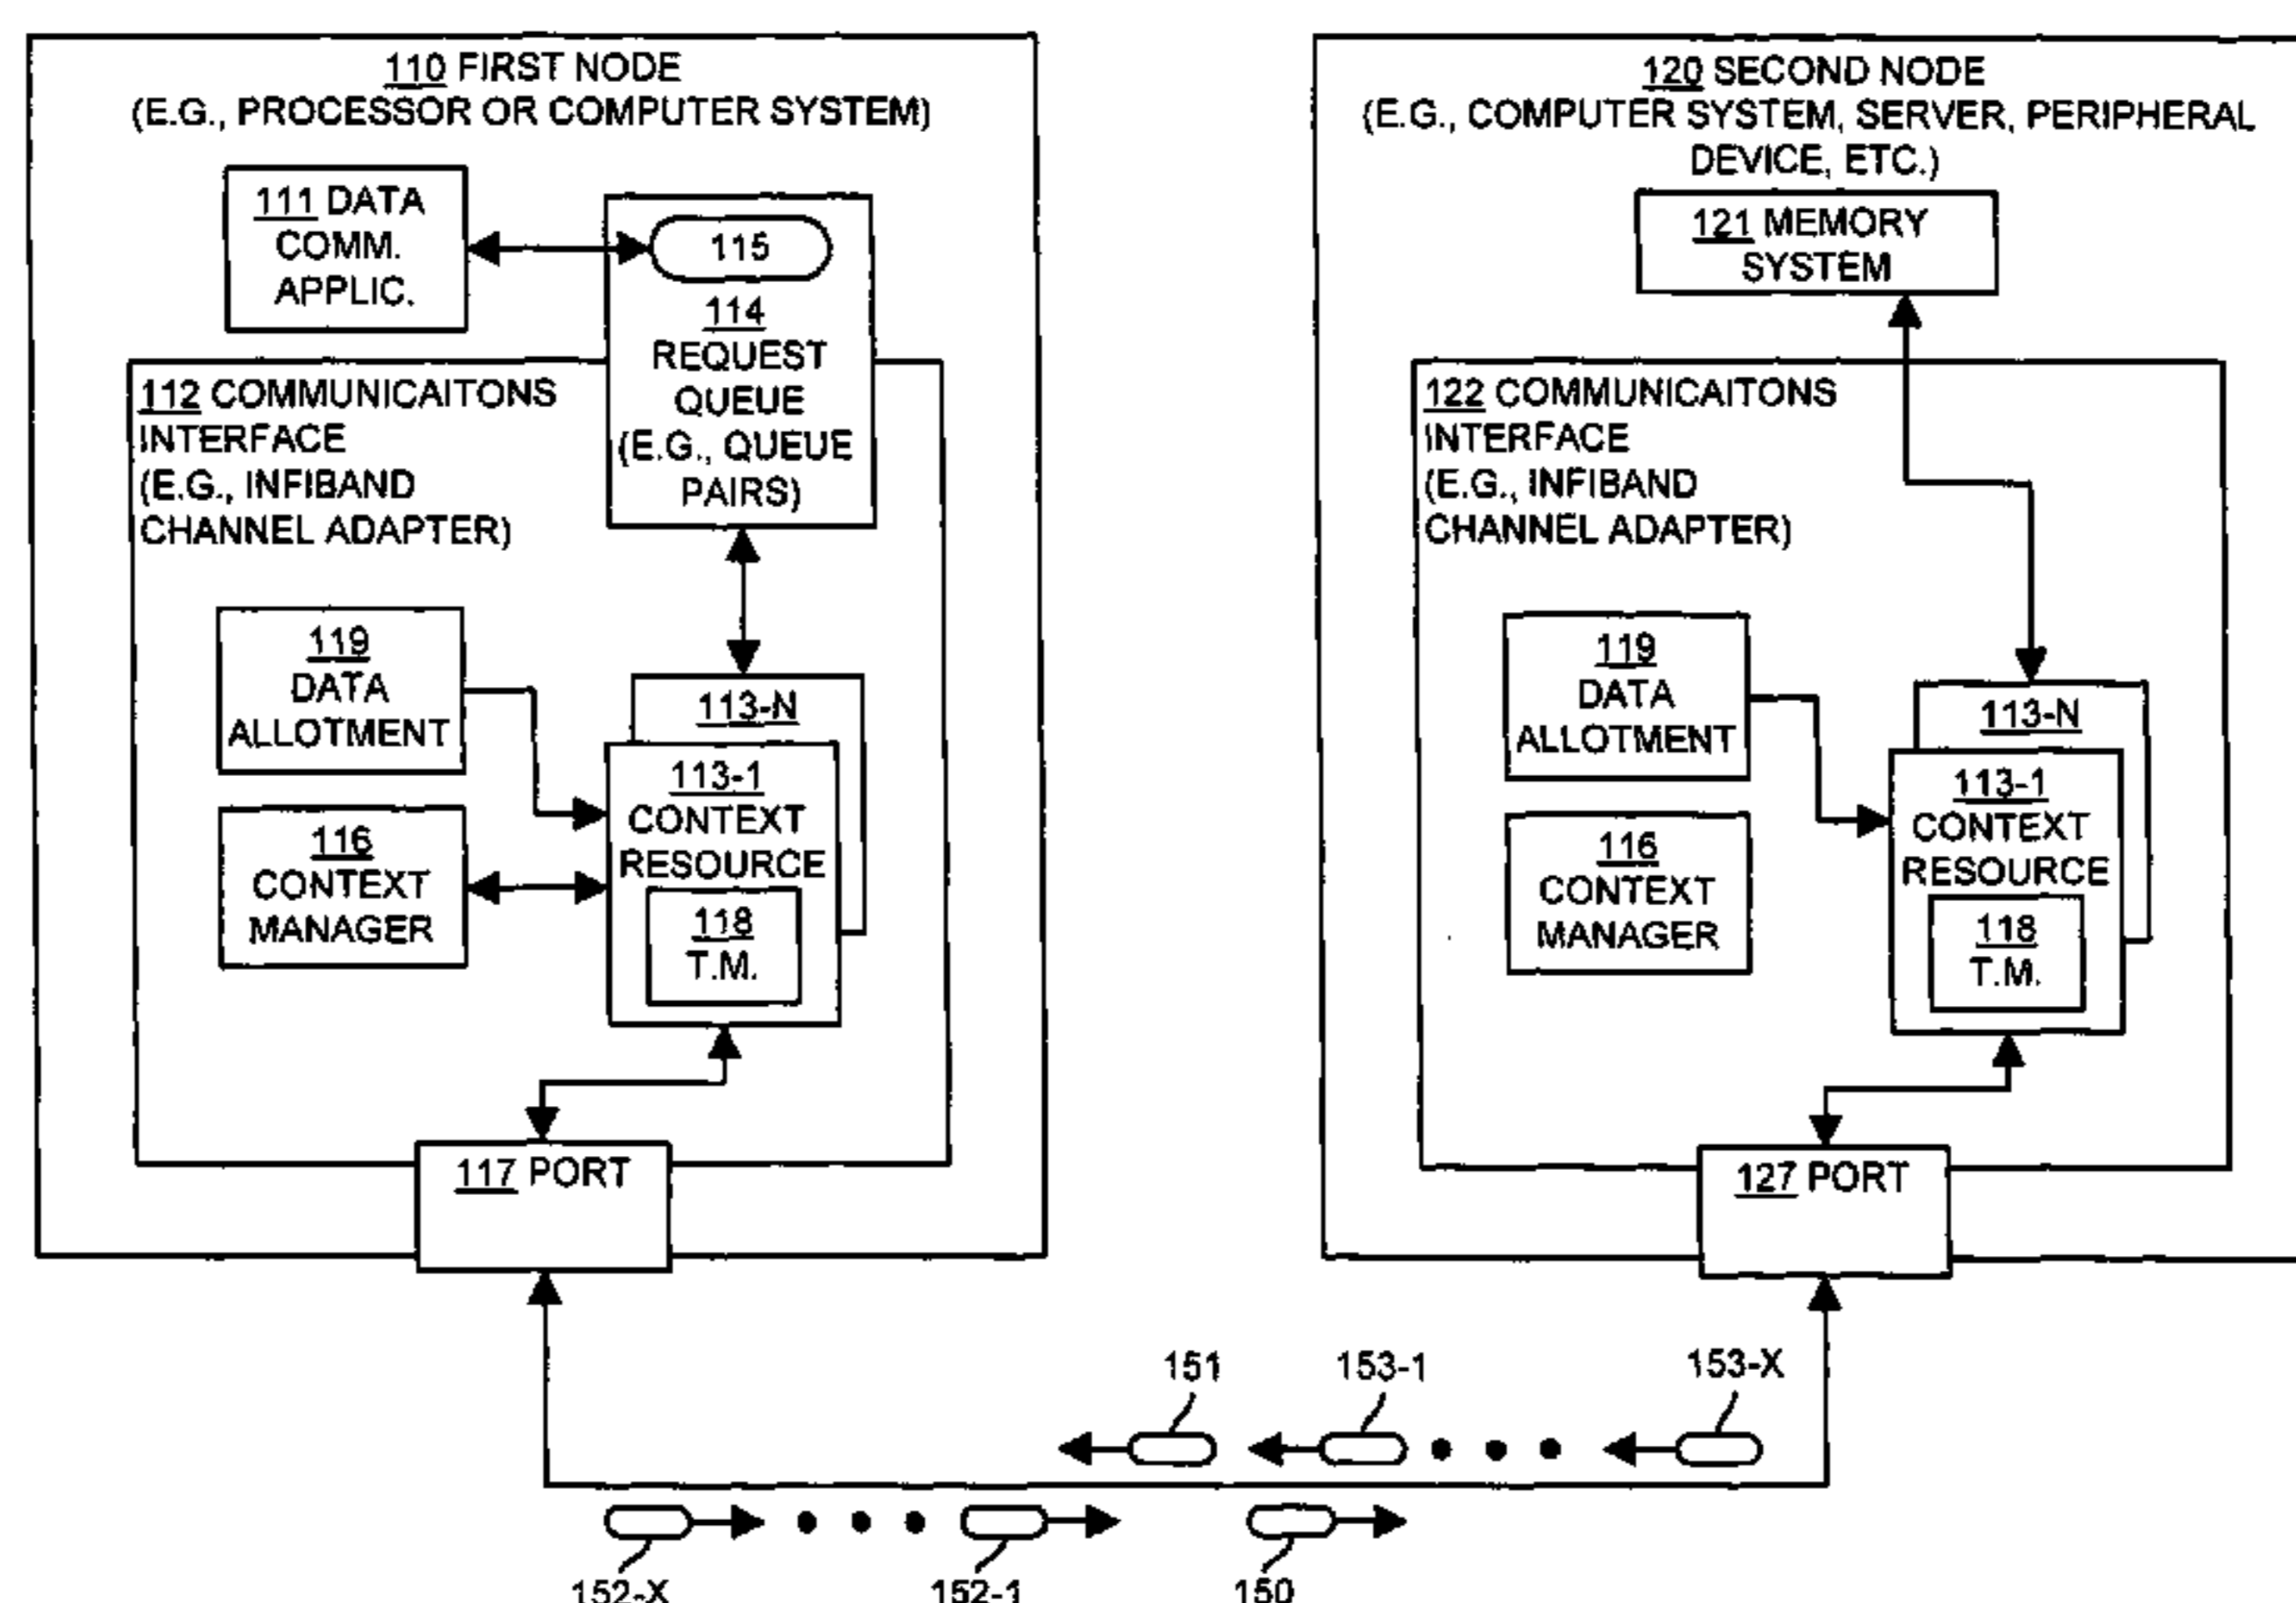 110 FIRST NODE
(E.G., PROCESSOR OR COMPUTER SYSTEM)
111 DATA
COMM.
APPLIC.
115
114
REQUEST
QUEUE
(E.G., QUEUE
PAIRS)
112 COMMUNICAITONS
INTERFACE
(E.G., INFIBAND
CHANNEL ADAPTER)
119
DATA
ALLOTMENT
116
CONTEXT
MANAGER
113-N
113-1
CONTEXT
RESOURCE
118
T.M.
117 PORT
120 SECOND NODE
(E.G., COMPUTER SYSTEM, SERVER, PERIPHERAL
DEVICE, ETC.)
121 MEMORY
SYSTEM
122 COMMUNICAITONS
INTERFACE
(E.G., INFIBAND
CHANNEL ADAPTER)
119
DATA
ALLOTMENT
116
CONTEXT
MANAGER
113-N
113-1
CONTEXT
RESOURCE
118
T.M.
127 PORT
151
153-1
153-X
152-X
152-1
150